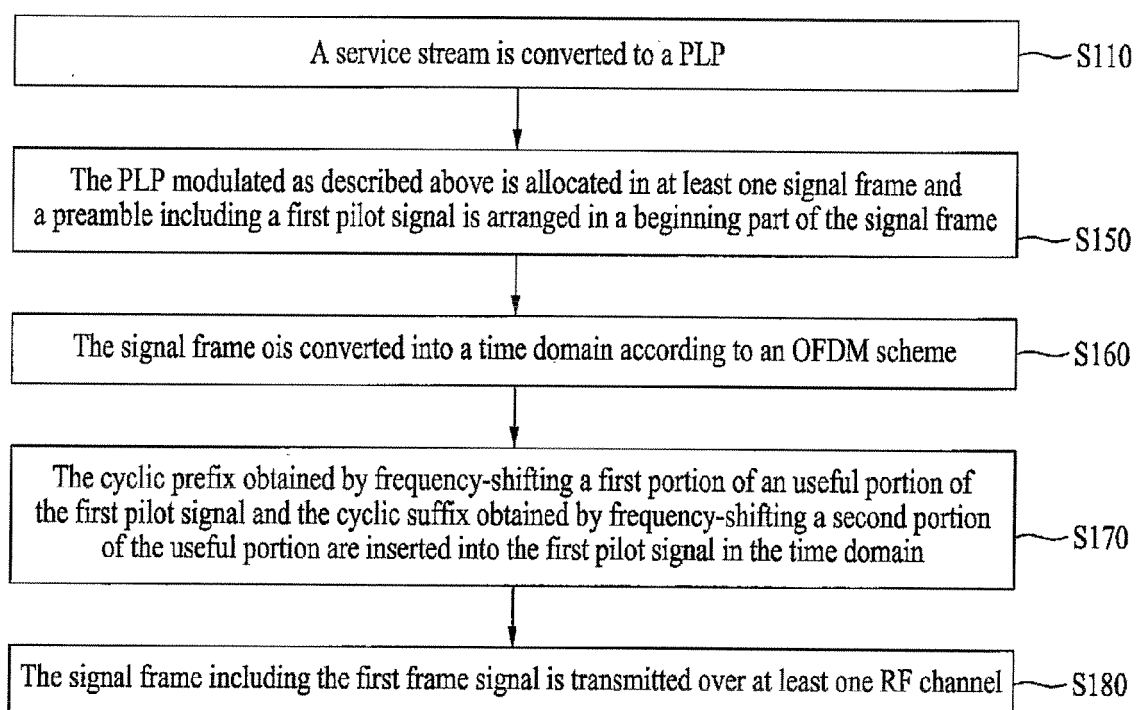 A service stream is converted to a PLP
S110
The PLP modulated as described above is allocated in at least one signal frame and
a preamble including a first pilot signal is arranged in a beginning part of the signal frame
S150
The signal frame ois converted into a time domain according to an OFDM scheme
S160
The cyclic prefix obtained by frequency-shifting a first portion of an useful portion of
the first pilot signal and the cyclic suffix obtained by frequency-shifting a second portion
of the useful portion are inserted into the first pilot signal in the time domain
S170
The signal frame including the first frame signal is transmitted over at least one RF channel
S180